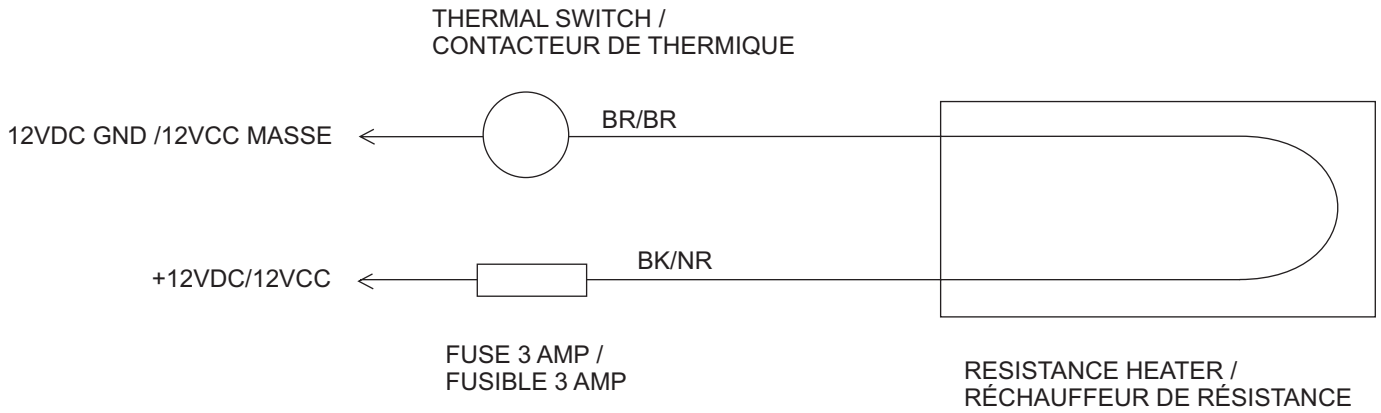 THERMAL SWITCH /
CONTACTEUR DE THERMIQUE
12VDC GND /12VCC MASSE
BR/BR
+12VDC/12VCC
BK/NR
FUSE 3 AMP /
FUSIBLE 3 AMP
RESISTANCE HEATER /
RÉCHAUFFEUR DE RÉSISTANCE